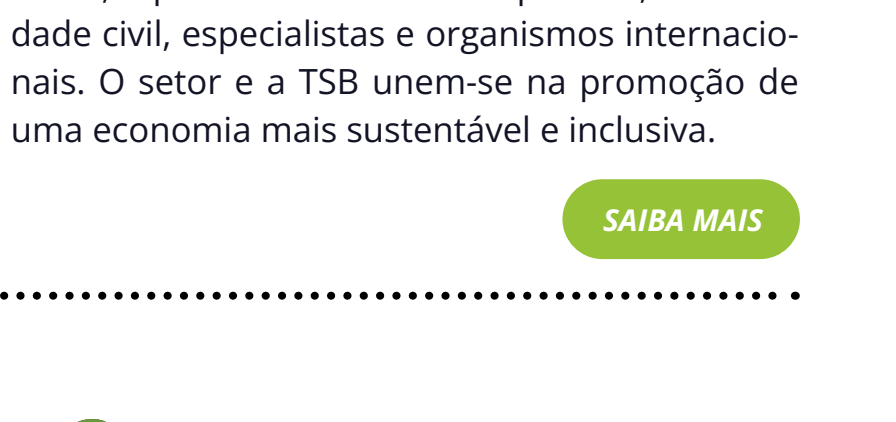 dade civil, especialistas e organismos internacio-
nais. O setor e a TSB unem-se na promoção de
uma economia mais sustentável e inclusiva.
SAIBA MAIS